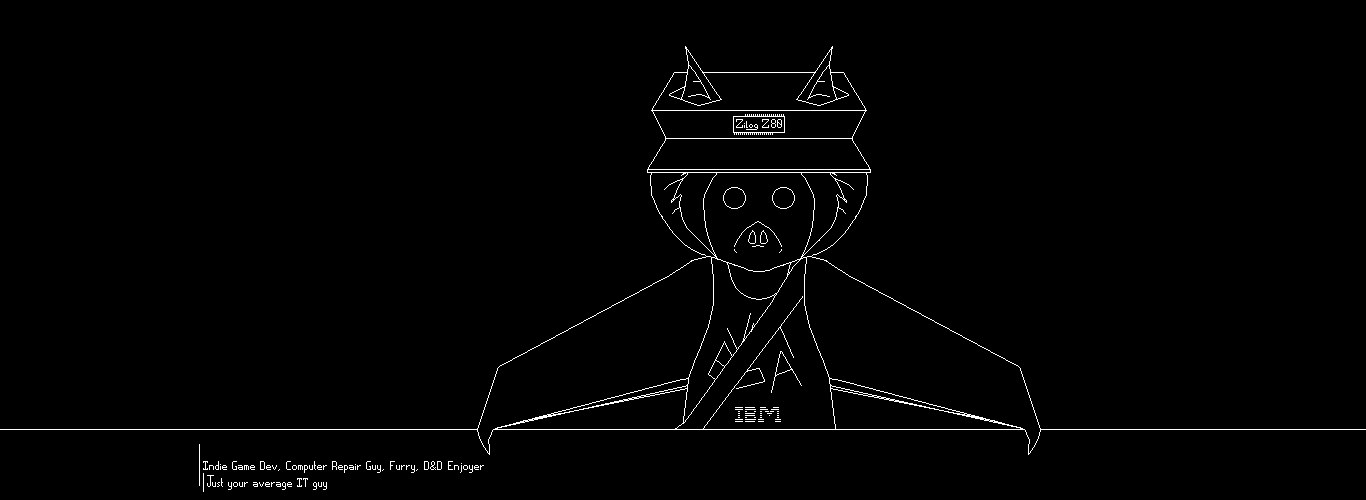 Zilog Z80
IBM
Indie Game Dev, Computer Repair Guy, Furry, D&D Enjoyer
Just your average IT guy